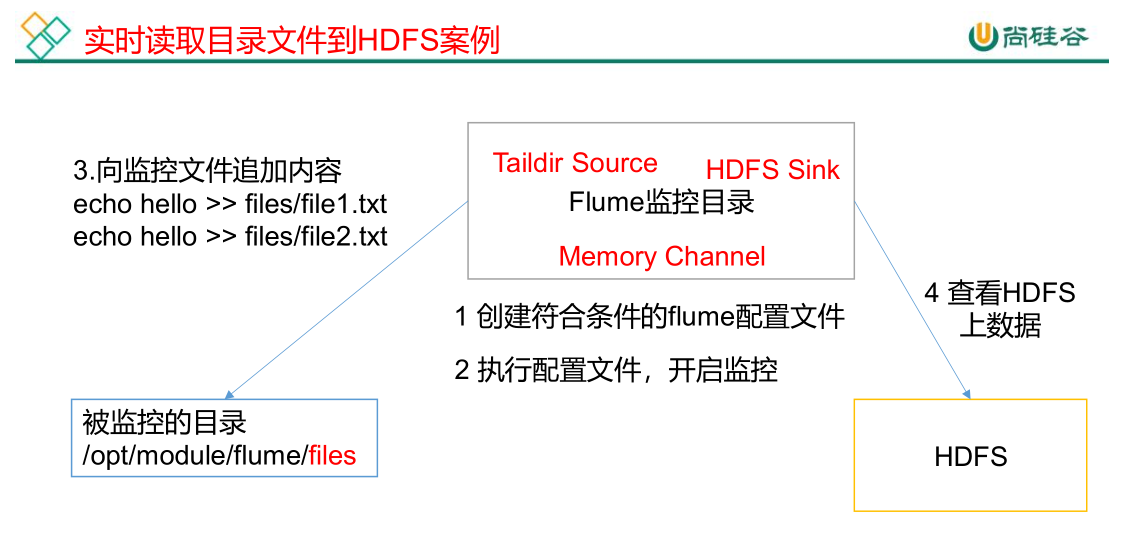 实时读取目录文件到HDFS案例
尚硅谷
3.向监控文件追加内容
echo hello >> files/file1.txt
echo hello >> files/file2.txt
Taildir Source
HDFS Sink
Flume监控目录
Memory Channel
1 创建符合条件的flume配置文件
2 执行配置文件，开启监控
4 查看HDFS
上数据
被监控的目录
/opt/module/flume/files
HDFS